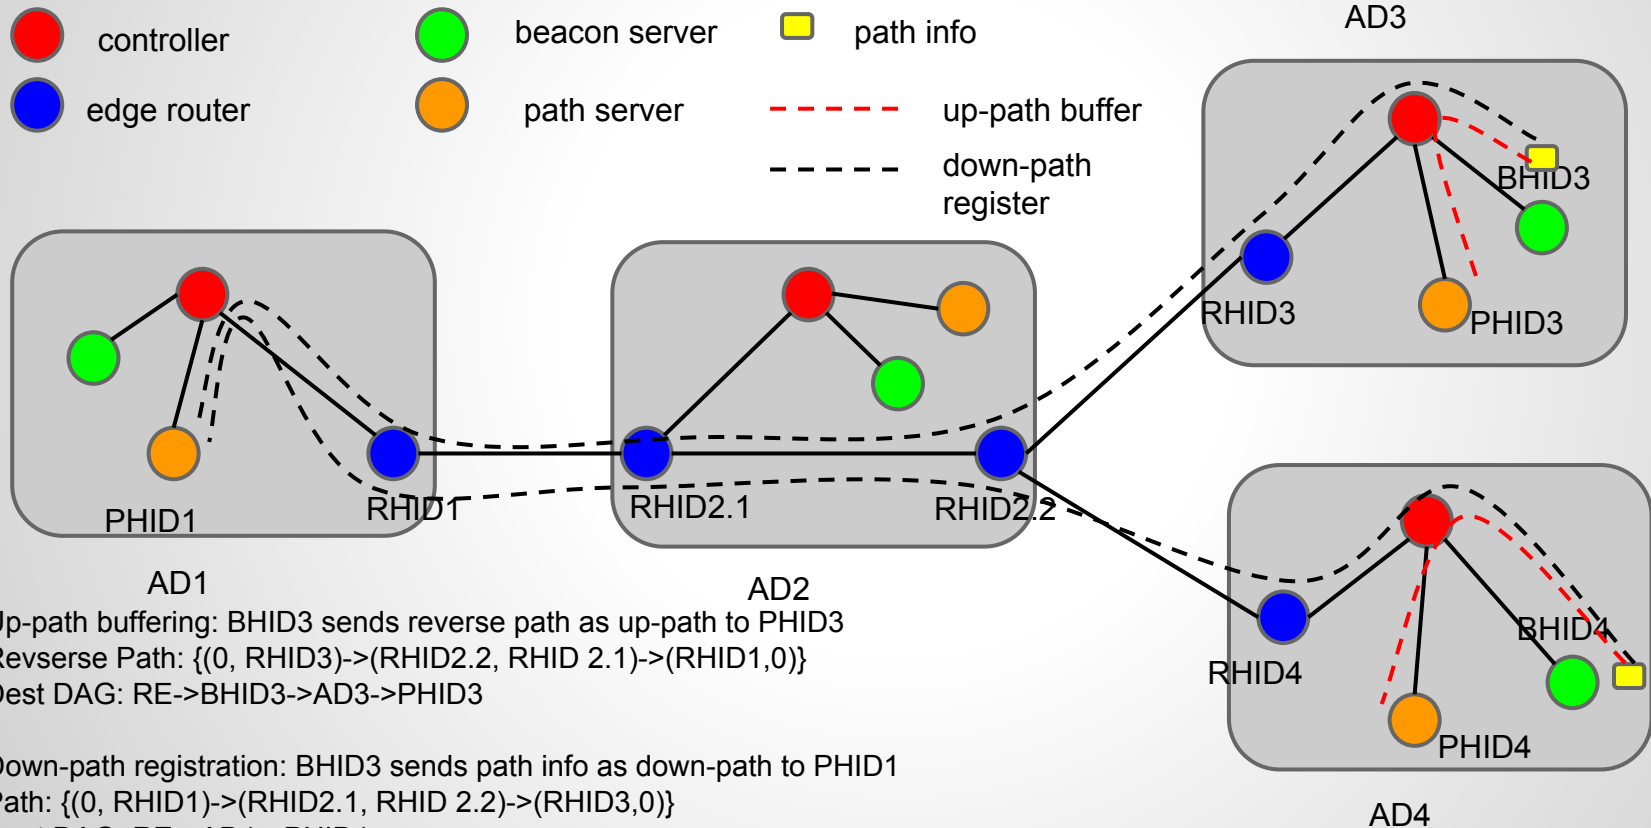 controller
beacon server
path info
edge router
path server
up-path buffer
down-path
register
AD3
BHID3
RHID3
PHID3
PHID1
RHID1
RHID2.1
RHID2.2
AD1
AD2
BHID4
RHID4
PHID4
AD4
Up-path buffering: BHID3 sends reverse path as up-path to PHID3
Revserse Path: {(0, RHID3)->(RHID2.2, RHID 2.1)->(RHID1,0)}
Dest DAG: RE->BHID3->AD3->PHID3
Down-path registration: BHID3 sends path info as down-path to PHID1
Path: {(0, RHID1)->(RHID2.1, RHID 2.2)->(RHID3,0)}